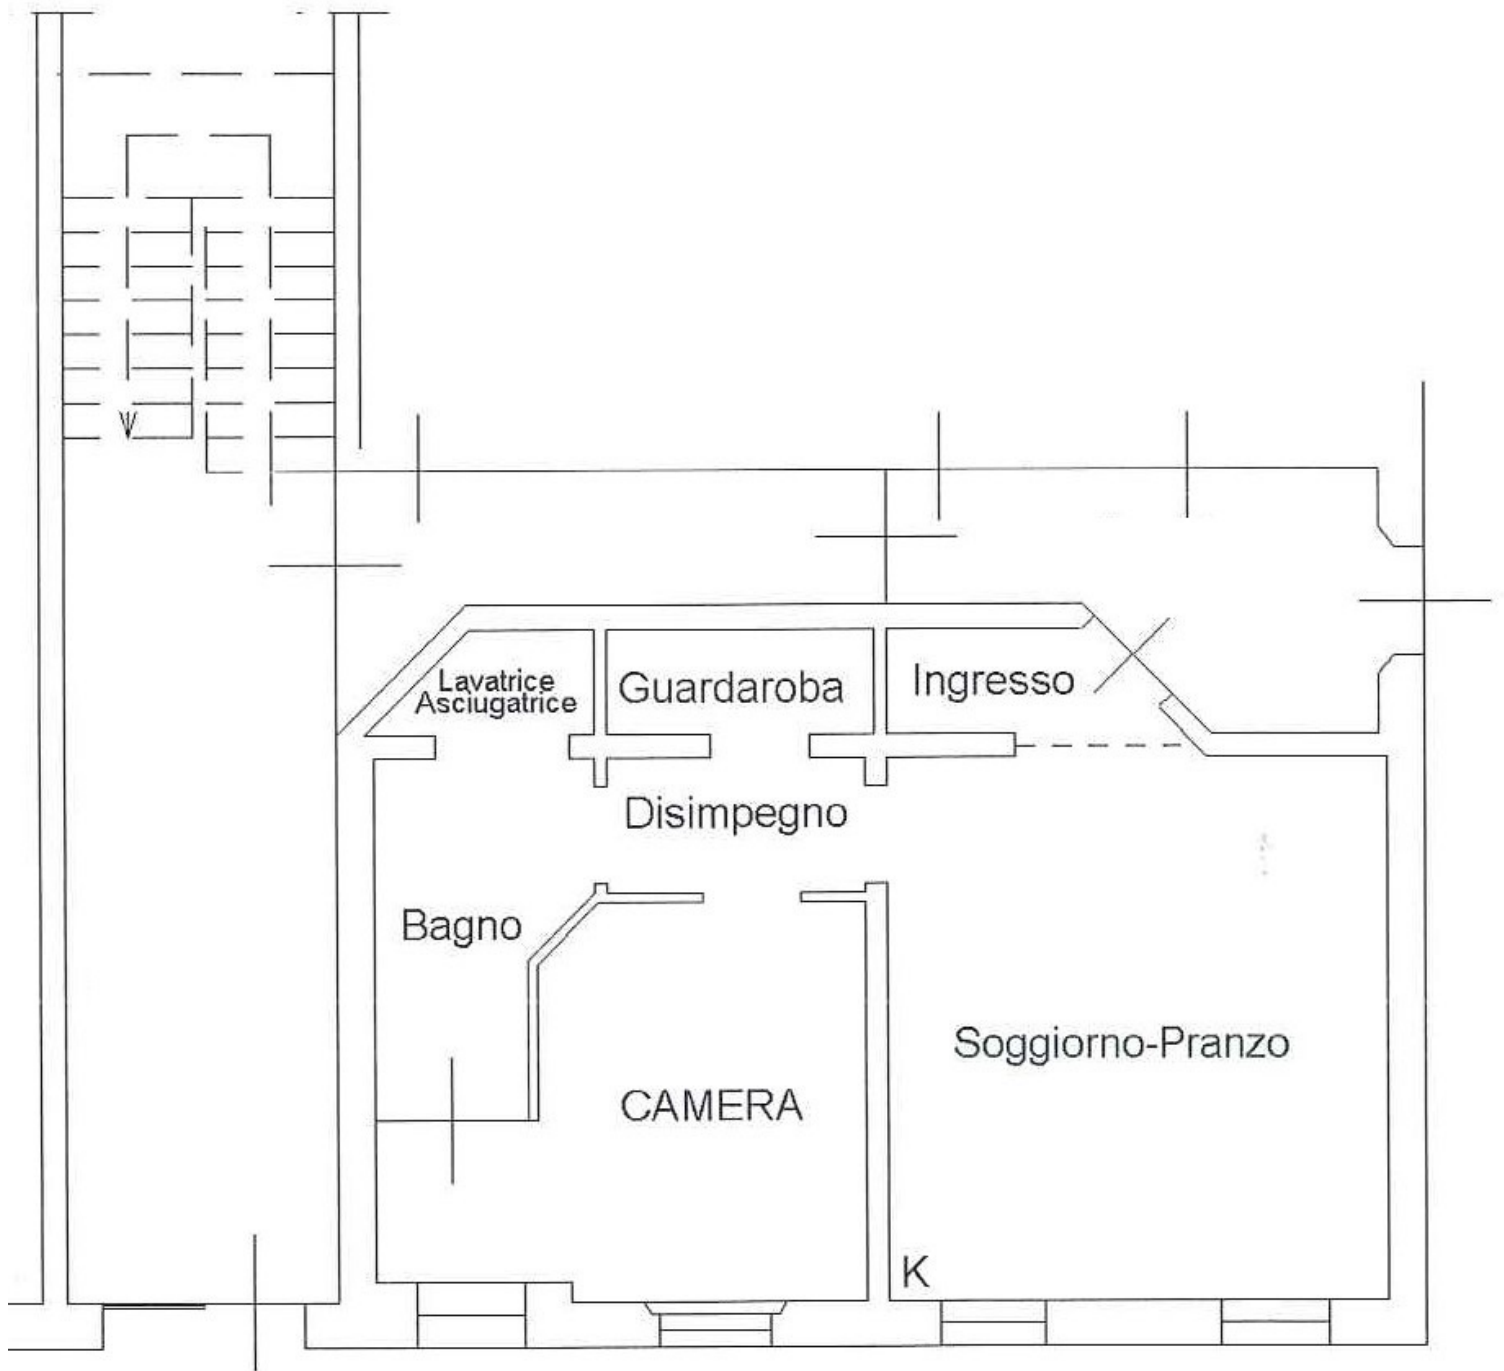 Lavatrice
Asciugatrice
Guardaroba
Ingresso
Disimpegno
Bagno
Soggiorno-Pranzo
CAMERA
K